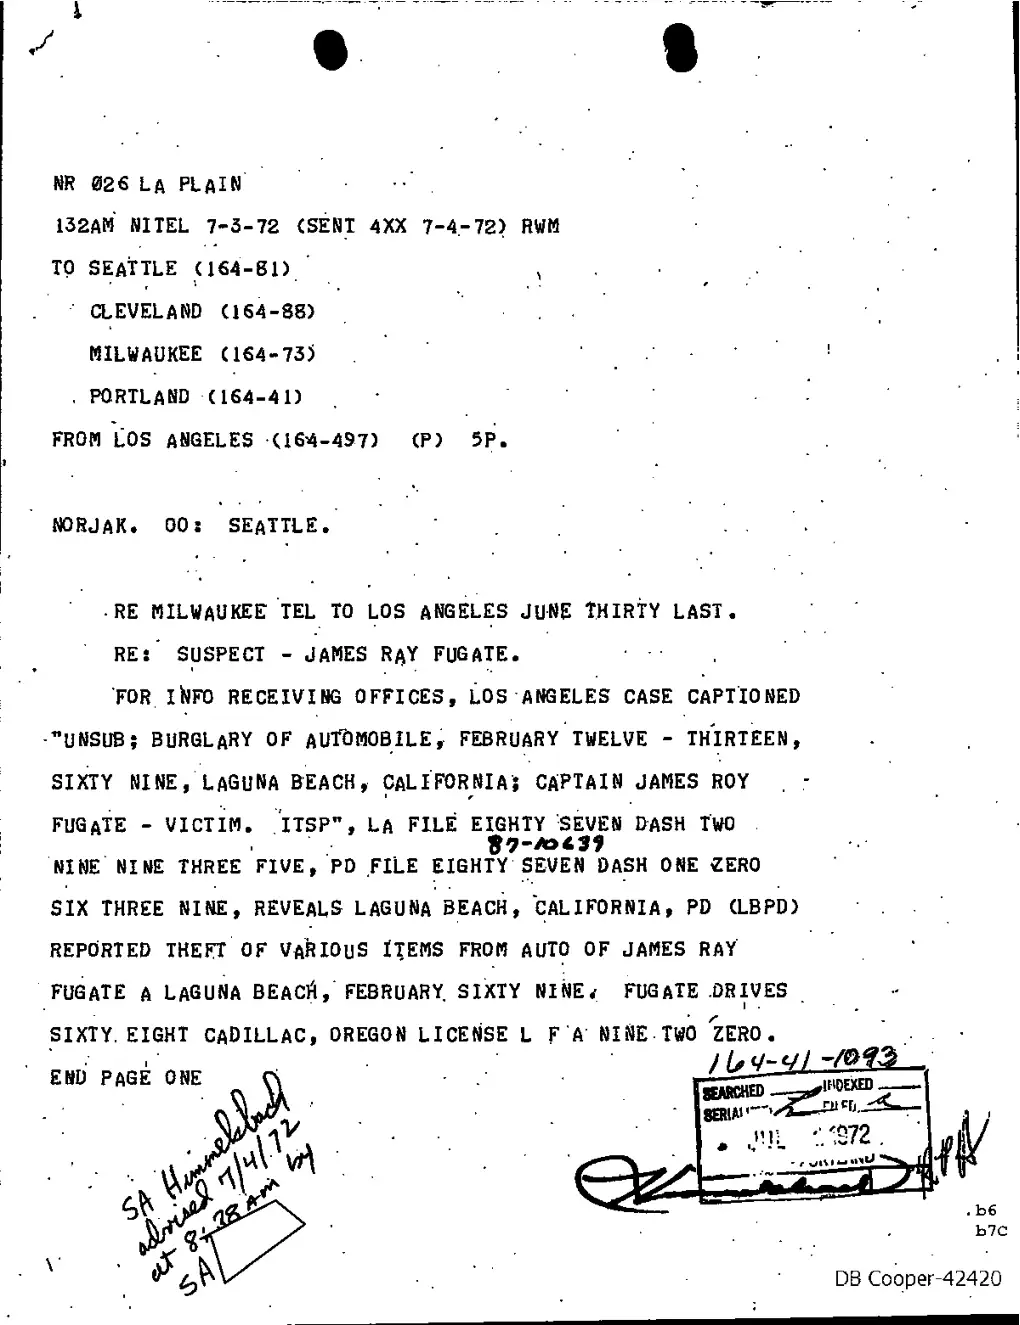 NR 026 LA PLAIN
132AM NITEL 7-3-72 (SENT 4XX 7-4-72) RWM
TO SEATTLE (164-81)
CLEVELAND (164-88)
MILWAUKEE (164-73)
PORTLAND (164-41)
FROM LOS ANGELES (164-497) (P) 5P.
NORJAK. OO: SEATTLE.
RE MILWAUKEE TEL TO LOS ANGELES JUNE THIRTY LAST.
RE: SUSPECT - JAMES RAY FUGATE.
FOR INFO RECEIVING OFFICES, LOS ANGELES CASE CAPTIONED
"UNSUB; BURGLARY OF AUTOMOBILE, FEBRUARY TWELVE - THIRTEEN,
SIXTY NINE, LAGUNA BEACH, CALIFORNIA; CAPTAIN JAMES ROY
FUGATE - VICTIM. ITSP", LA FILE EIGHTY SEVEN DASH TWO
87-10639
NINE NINE THREE FIVE, PD FILE EIGHTY SEVEN DASH ONE ZERO
SIX THREE NINE, REVEALS LAGUNA BEACH, CALIFORNIA, PD (LBPD)
REPORTED THEFT OF VARIOUS ITEMS FROM AUTO OF JAMES RAY
FUGATE A LAGUNA BEACH, FEBRUARY SIXTY NINE. FUGATE DRIVES
SIXTY EIGHT CADILLAC, OREGON LICENSE L F A NINE TWO ZERO.
END PAGE ONE
164-41-1093
SEARCHED INDEXED
JUL 1972
SA Himmelsbach
advised 7/4/72
at 8:38 am by
SA
b6
b7C
DB Cooper-42420